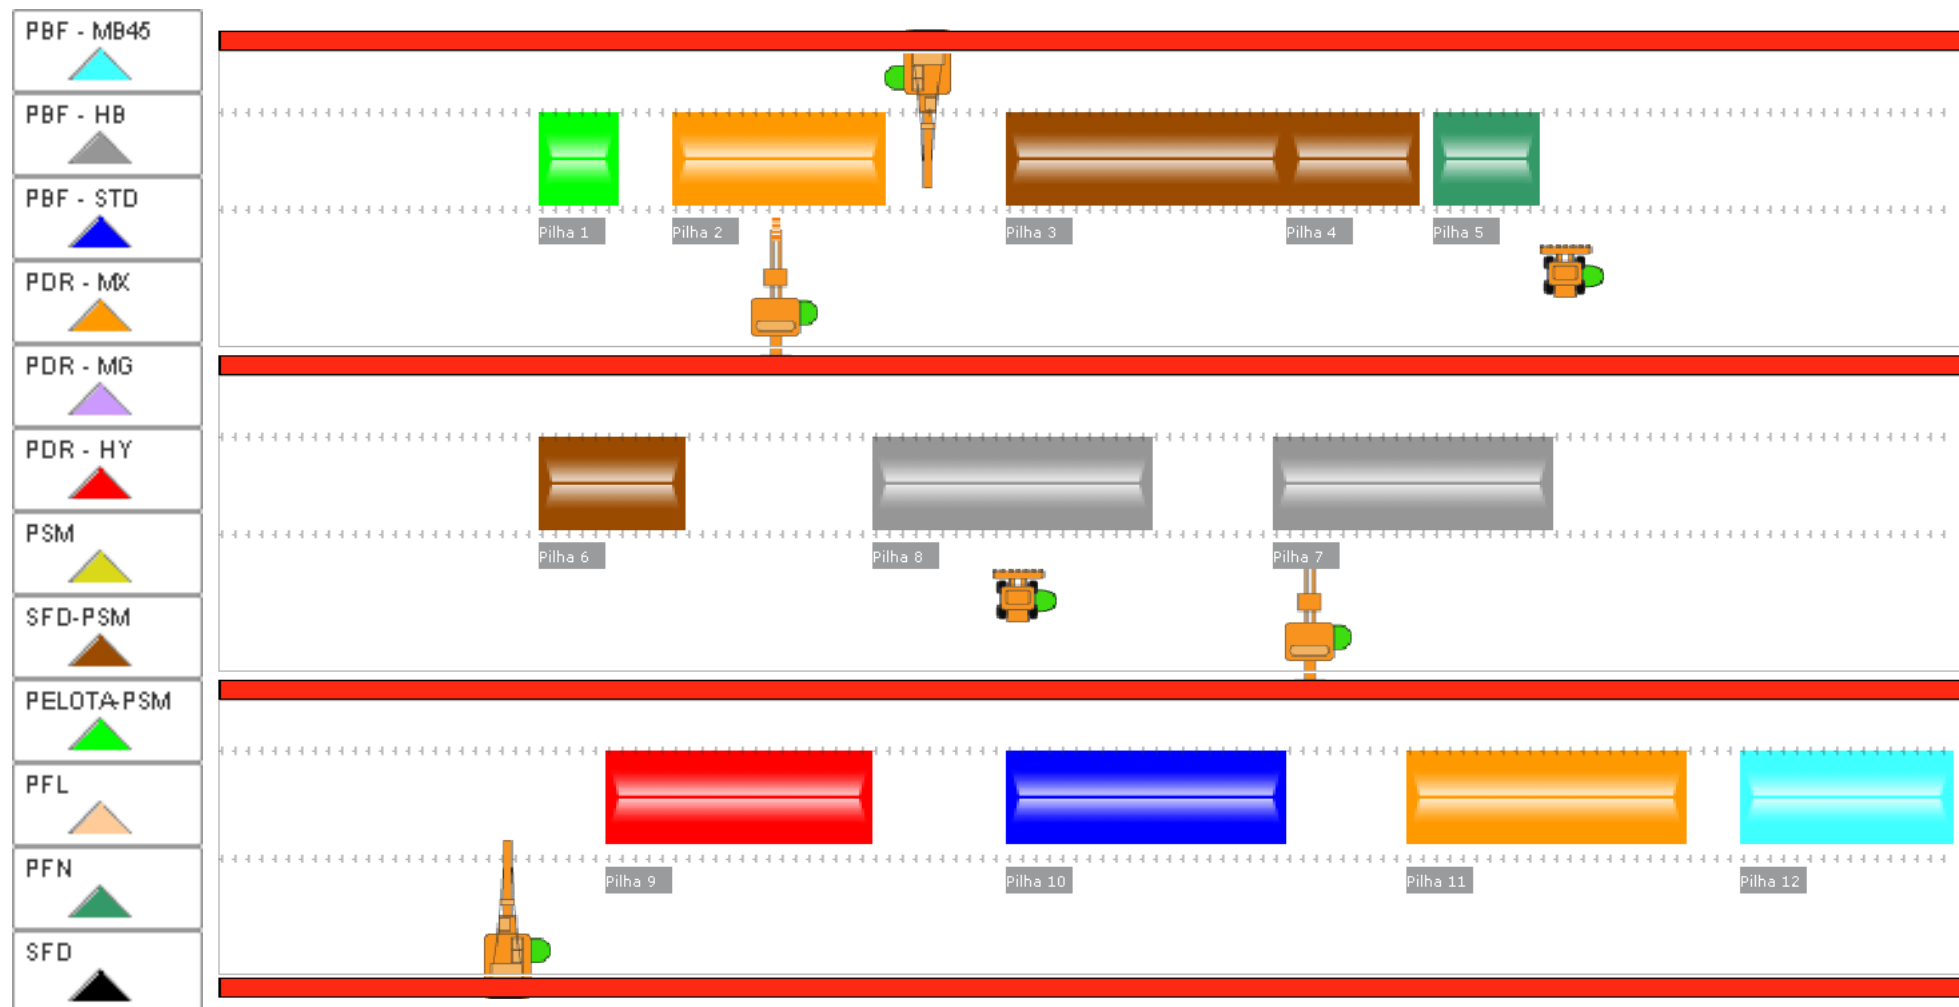 PBF - MB45
PBF - HB
PBF - STD
PDR - MX
PDR - MG
PDR - HY
PSM
SFD-PSM
PELOTA-PSM
PFL
PFN
SFD
Pilha 1
Pilha 2
Pilha 3
Pilha 4
Pilha 5
Pilha 6
Pilha 8
Pilha 7
Pilha 9
Pilha 10
Pilha 11
Pilha 12